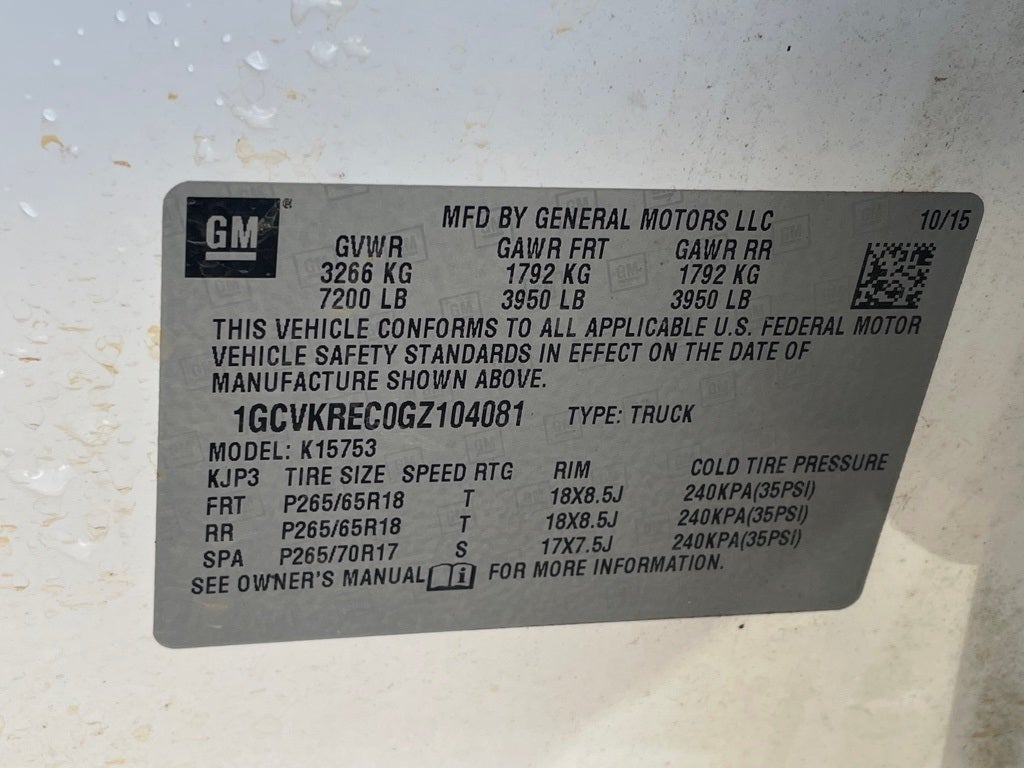 GM ® MFD BY GENERAL MOTORS LLC 10/15
GVWR GAWR FRT GAWR RR
3266 KG 1792 KG 1792 KG
7200 LB 3950 LB 3950 LB
THIS VEHICLE CONFORMS TO ALL APPLICABLE U.S. FEDERAL MOTOR
VEHICLE SAFETY STANDARDS IN EFFECT ON THE DATE OF
MANUFACTURE SHOWN ABOVE.
1GCVKREC0GZ104081 TYPE: TRUCK
MODEL: K15753
KJP3 TIRE SIZE SPEED RTG RIM COLD TIRE PRESSURE
FRT P265/65R18 T 18X8.5J 240KPA(35PSI)
RR P265/65R18 T 18X8.5J 240KPA(35PSI)
SPA P265/70R17 S 17X7.5J 240KPA(35PSI)
SEE OWNER'S MANUAL i FOR MORE INFORMATION.